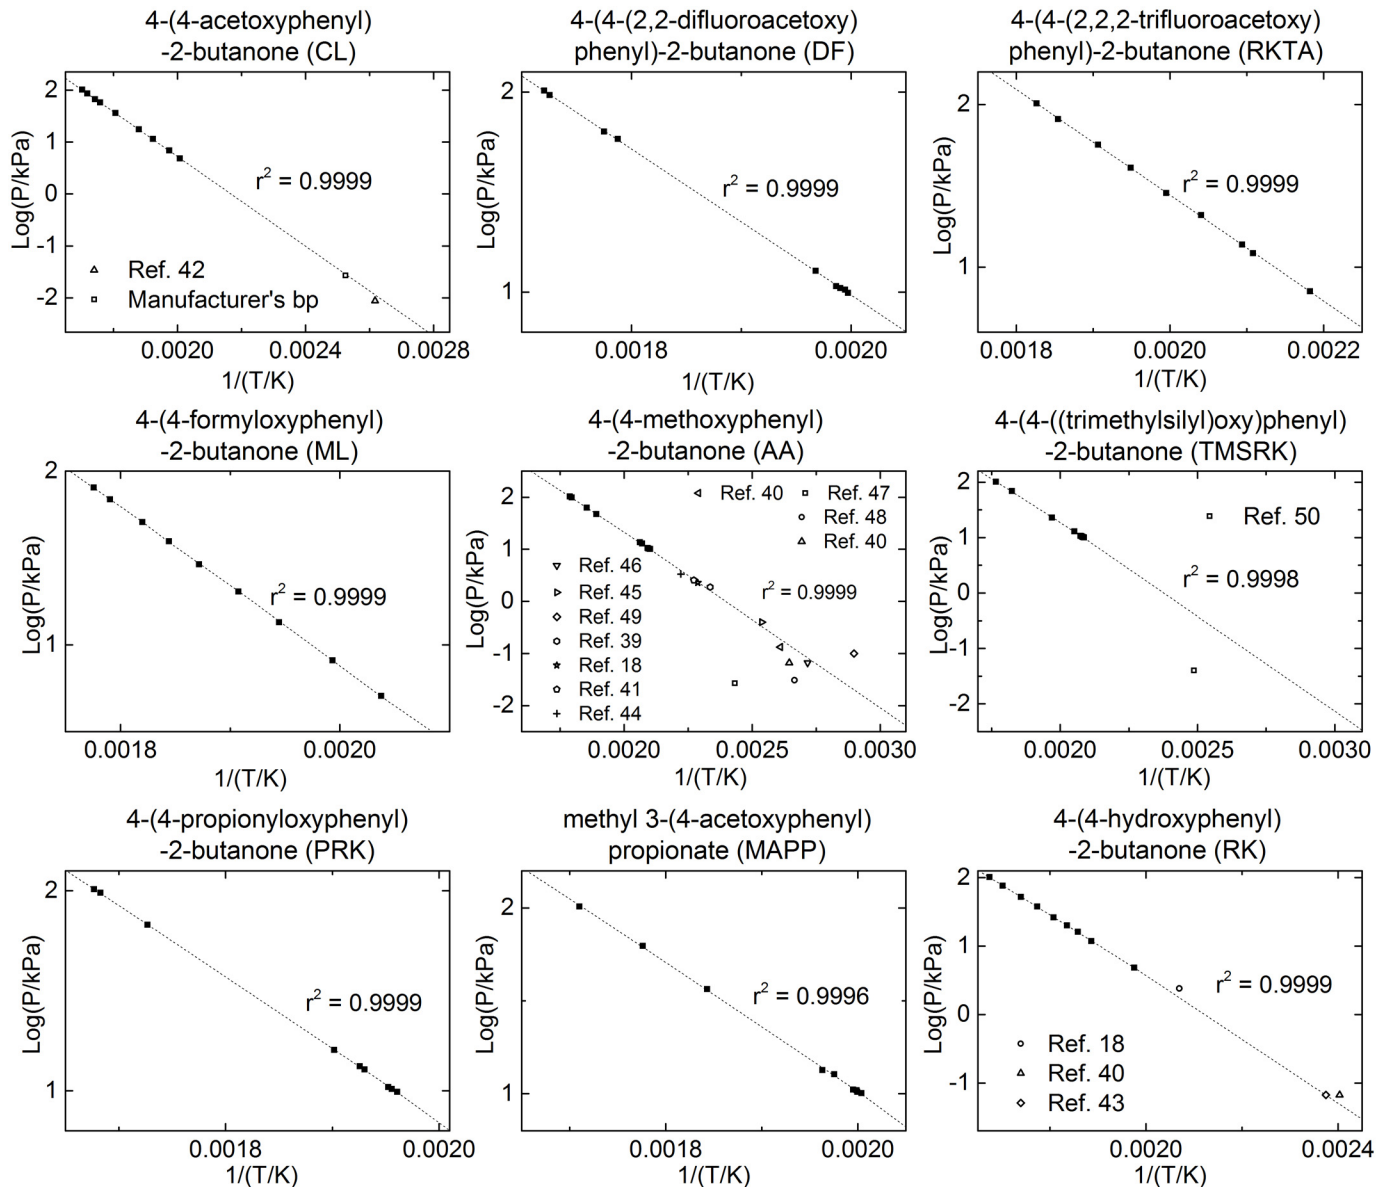 4-(4-acetoxyphenyl)
-2-butanone (CL)
Log(P/kPa)
2
1
0
-1
-2
r² = 0.9999
Ref. 42
Manufacturer's bp
0.0020
0.0024
0.0028
1/(T/K)
4-(4-(2,2-difluoroacetoxy)
phenyl)-2-butanone (DF)
Log(P/kPa)
2
1
r² = 0.9999
0.0018
0.0020
1/(T/K)
4-(4-(2,2,2-trifluoroacetoxy)
phenyl)-2-butanone (RKTA)
Log(P/kPa)
2
1
r² = 0.9999
0.0018
0.0020
0.0022
1/(T/K)
4-(4-formyloxyphenyl)
-2-butanone (ML)
Log(P/kPa)
2
1
r² = 0.9999
0.0018
0.0020
1/(T/K)
4-(4-methoxyphenyl)
-2-butanone (AA)
Log(P/kPa)
2
1
0
-1
-2
Ref. 40
Ref. 47
Ref. 48
Ref. 40
Ref. 46
Ref. 45
Ref. 49
Ref. 39
Ref. 18
Ref. 41
Ref. 44
r² = 0.9999
0.0020
0.0025
0.0030
1/(T/K)
4-(4-((trimethylsilyl)oxy)phenyl)
-2-butanone (TMSRK)
Log(P/kPa)
2
1
0
-1
-2
Ref. 50
r² = 0.9998
0.0020
0.0025
0.0030
1/(T/K)
4-(4-propionyloxyphenyl)
-2-butanone (PRK)
Log(P/kPa)
2
1
r² = 0.9999
0.0018
0.0020
1/(T/K)
methyl 3-(4-acetoxyphenyl)
propionate (MAPP)
Log(P/kPa)
2
1
r² = 0.9996
0.0018
0.0020
1/(T/K)
4-(4-hydroxyphenyl)
-2-butanone (RK)
Log(P/kPa)
2
1
0
-1
r² = 0.9999
Ref. 18
Ref. 40
Ref. 43
0.0020
0.0024
1/(T/K)